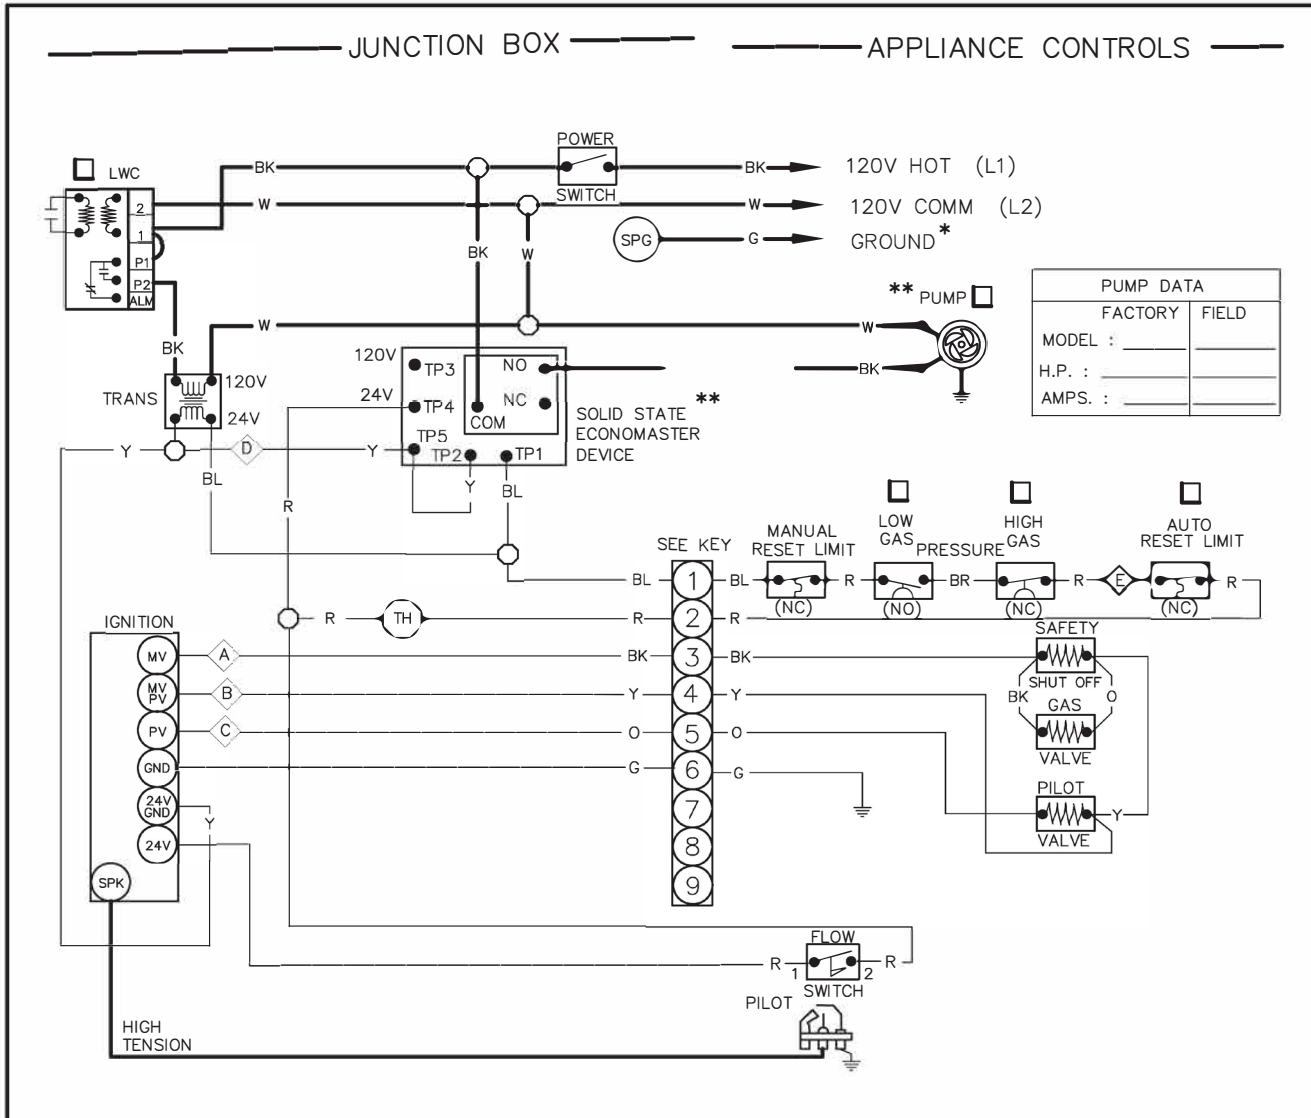 JUNCTION BOX
APPLIANCE CONTROLS
POWER
SWITCH
LWC
BK
BK
120V HOT (L1)
2
W
W
120V COMM (L2)
1
SPG
G
GROUND*
BK
W
P1
P2
ALM
** PUMP
PUMP DATA
FACTORY
FIELD
MODEL :
H.P. :
AMPS. :
W
W
BK
BK
120V
TP3
NO
TRANS
120V
24V
24V
TP4
COM
NC
SOLID STATE **
ECONOMASTER
DEVICE
Y
D
Y
TP5
TP2
TP1
BL
Y
BL
R
SEE KEY
MANUAL
RESET LIMIT
LOW
GAS
PRESSURE
HIGH
GAS
AUTO
RESET LIMIT
BL
1
BL
R
BR
R
E
R
(NC)
(NO)
(NC)
(NC)
R
TH
R
2
R
IGNITION
SAFETY
SHUT OFF
MV
A
BK
3
BK
MV
PV
B
Y
4
Y
BK
O
GAS
VALVE
PV
C
O
5
O
GND
G
6
G
24V
GND
Y
7
PILOT
VALVE
Y
24V
8
SPK
9
FLOW
SWITCH
R
1
2
R
PILOT
HIGH
TENSION